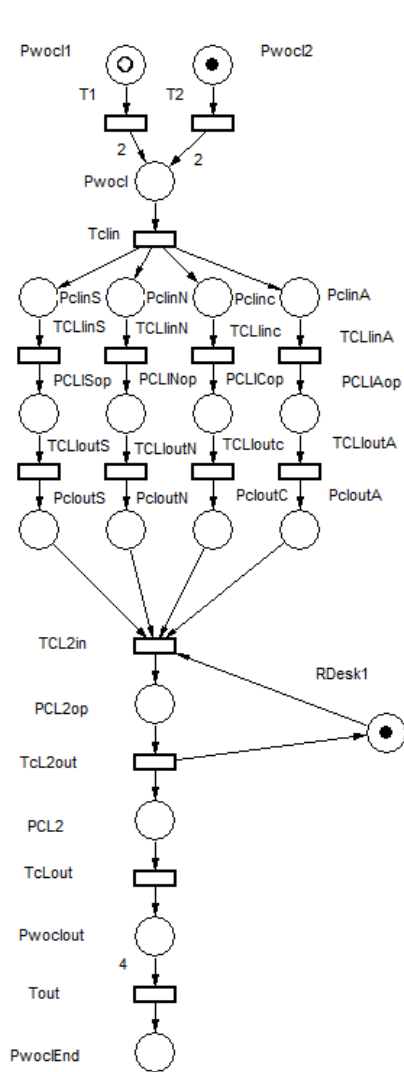 Pwocl1
Pwocl2
T1
T2
2
2
Pwocl
Tclin
PclinS
PclinN
Pclinc
PclinA
TCLlinS
TCLlinN
TCLlinc
TCLlinA
PCLISop
PCLINop
PCLICop
PCLIAop
TCLloutS
TCLloutN
TCLloutc
TCLloutA
PcloutS
PcloutN
PcloutC
PcloutA
TCL2in
RDesk1
PCL2op
TcL2out
PCL2
TcLout
Pwoclout
4
Tout
PwoclEnd